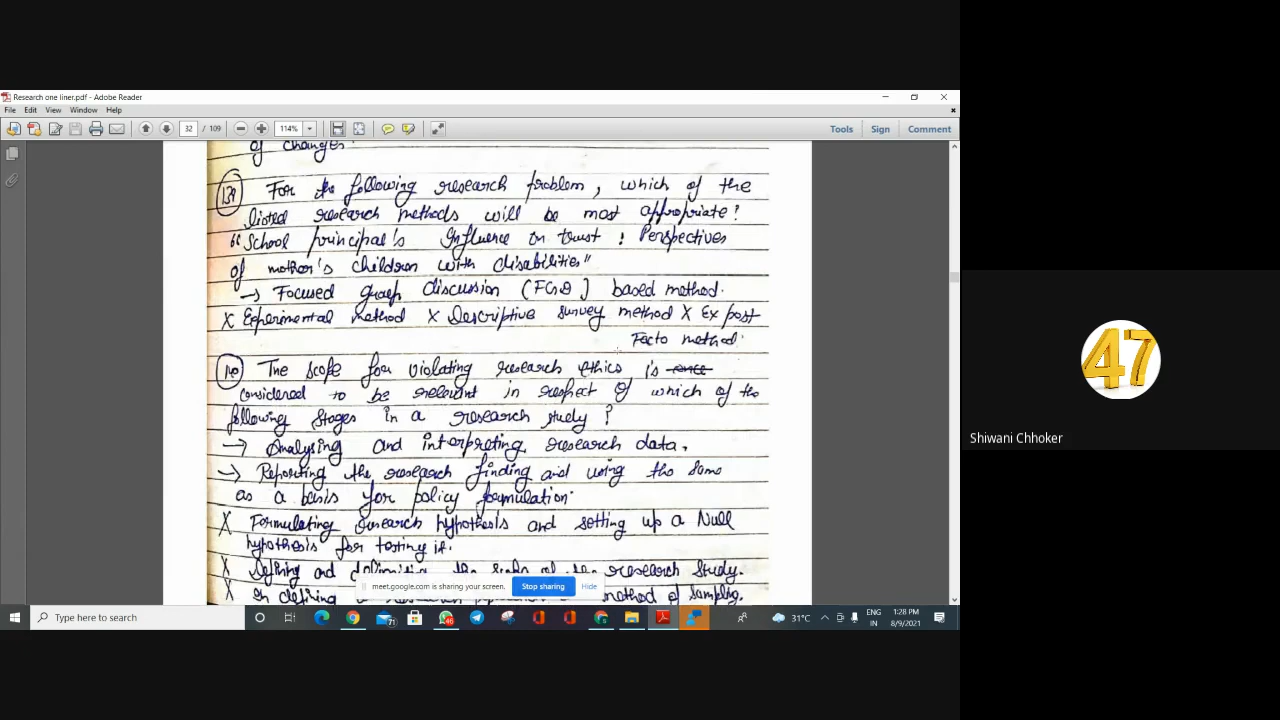 Research one liner.pdf - Adobe Reader
File Edit View Window Help
32 / 109 114% Tools Sign Comment
of changes.
139 For the following research problem, which of the
listed research methods will be most appropriate?
"School principal's Influence on trust : Perspectives
of mother's children with disabilities"
→ Focused group discussion (FGD) based method.
X Experimental method X Descriptive survey method X Ex post
Facto method.
The scope for violating research ethics is
considered to be relevant in respect of which of the
following stages in a research study?
→ Analysing and interpreting research data.
→ Reporting the research finding and using the same
as a basis for policy formulation.
X Formulating research hypothesis and setting up a Null
hypothesis for testing it.
X Defining and the of the research study.
X In defining method of sampling.
meet.google.com is sharing your screen. Stop sharing Hide
Shiwani Chhoker
47
Type here to search
71
31°C
ENG
IN
1:28 PM
8/9/2021